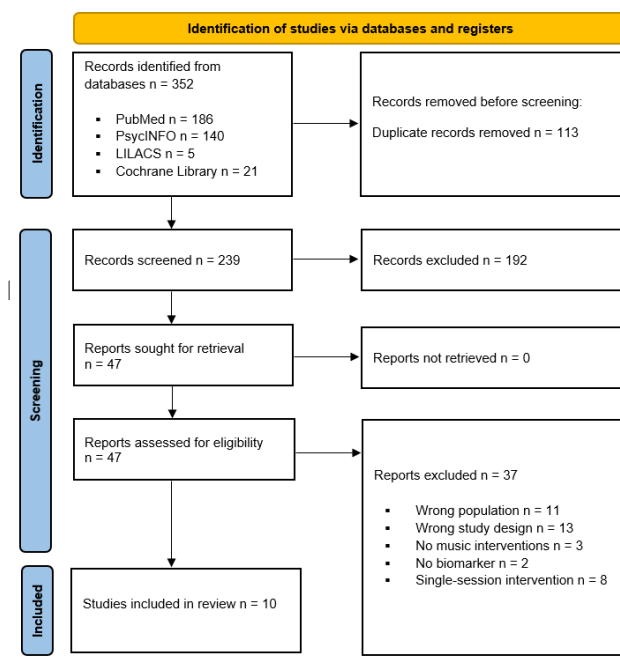 Identification of studies via databases and registers
Identification
Records identified from
databases n = 352
▪ PubMed n = 186
▪ PsycINFO n = 140
▪ LILACS n = 5
▪ Cochrane Library n = 21
Records removed before screening:
Duplicate records removed n = 113
Screening
Records screened n = 239
Records excluded n = 192
Reports sought for retrieval
n = 47
Reports not retrieved n = 0
Reports assessed for eligibility
n = 47
Reports excluded n = 37
▪ Wrong population n = 11
▪ Wrong study design n = 13
▪ No music interventions n = 3
▪ No biomarker n = 2
▪ Single-session intervention n = 8
Included
Studies included in review n = 10